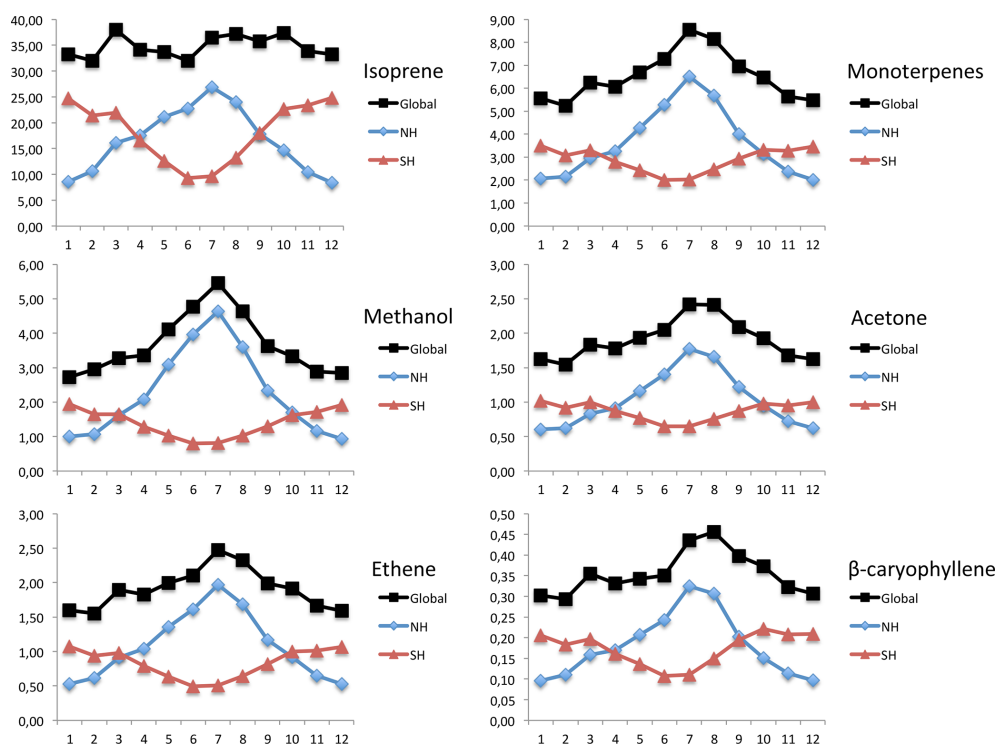 40,00
35,00
30,00
25,00
20,00
15,00
10,00
5,00
0,00
1 2 3 4 5 6 7 8 9 10 11 12
Isoprene
Global
NH
SH
9,00
8,00
7,00
6,00
5,00
4,00
3,00
2,00
1,00
0,00
1 2 3 4 5 6 7 8 9 10 11 12
Monoterpenes
Global
NH
SH
6,00
5,00
4,00
3,00
2,00
1,00
0,00
1 2 3 4 5 6 7 8 9 10 11 12
Methanol
Global
NH
SH
3,00
2,50
2,00
1,50
1,00
0,50
0,00
1 2 3 4 5 6 7 8 9 10 11 12
Acetone
Global
NH
SH
3,00
2,50
2,00
1,50
1,00
0,50
0,00
1 2 3 4 5 6 7 8 9 10 11 12
Ethene
Global
NH
SH
0,50
0,45
0,40
0,35
0,30
0,25
0,20
0,15
0,10
0,05
0,00
1 2 3 4 5 6 7 8 9 10 11 12
β-caryophyllene
Global
NH
SH